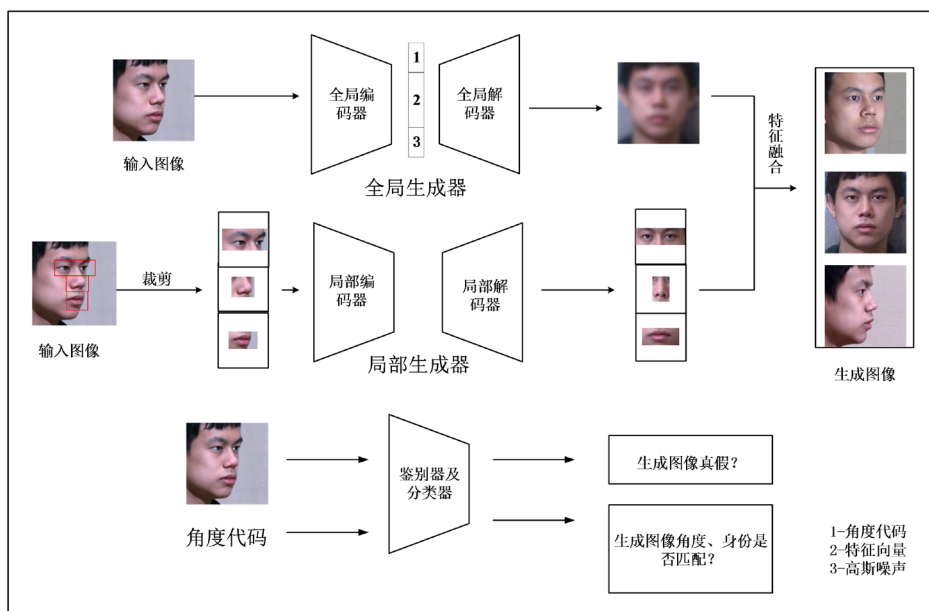 1
全局编
码器
2
全局解
码器
3
输入图像
全局生成器
特征融合
裁剪
局部编
码器
局部解
码器
输入图像
局部生成器
生成图像
鉴别器及
分类器
生成图像真假?
角度代码
生成图像角度、身份是
否匹配?
1-角度代码
2-特征向量
3-高斯噪声